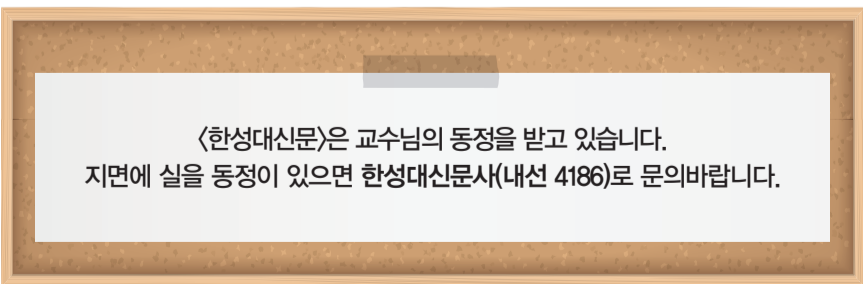 〈한성대신문〉은 교수님의 동정을 받고 있습니다.
지면에 실을 동정이 있으면 한성대신문사(내선 4186)로 문의바랍니다.